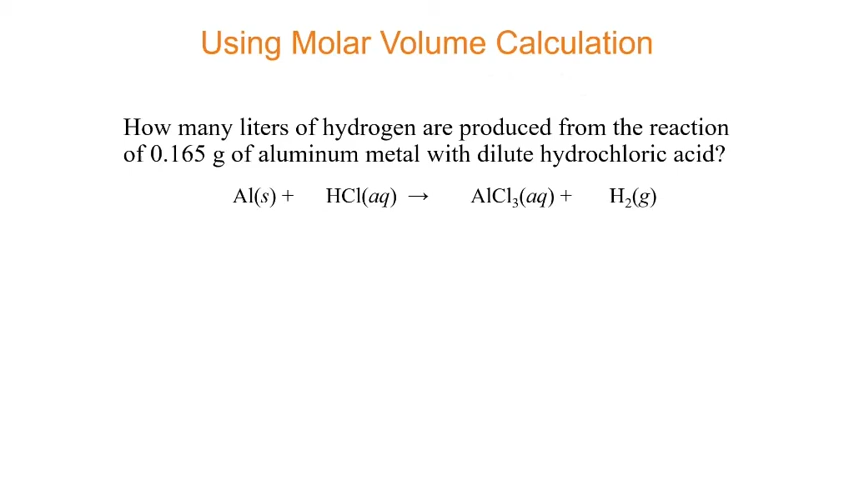 Using Molar Volume Calculation
How many liters of hydrogen are produced from the reaction
of 0.165 g of aluminum metal with dilute hydrochloric acid?
Al(s) + HCl(aq) → AlCl₃(aq) + H₂(g)